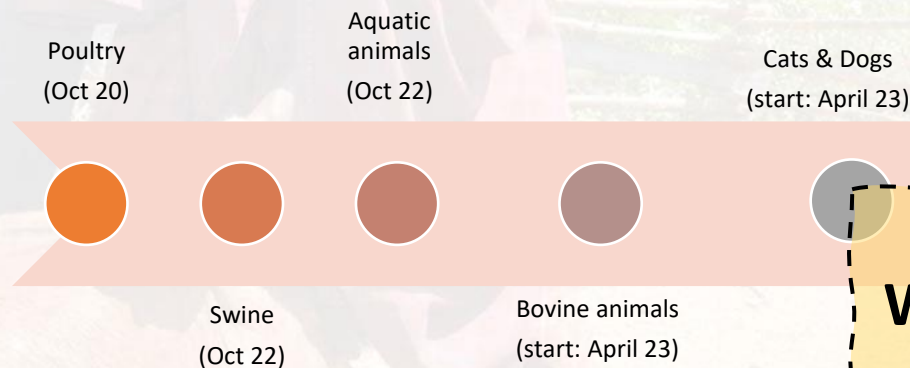 Poultry
(Oct 20)
Aquatic
animals
(Oct 22)
Cats & Dogs
(start: April 23)
Swine
(Oct 22)
Bovine animals
(start: April 23)